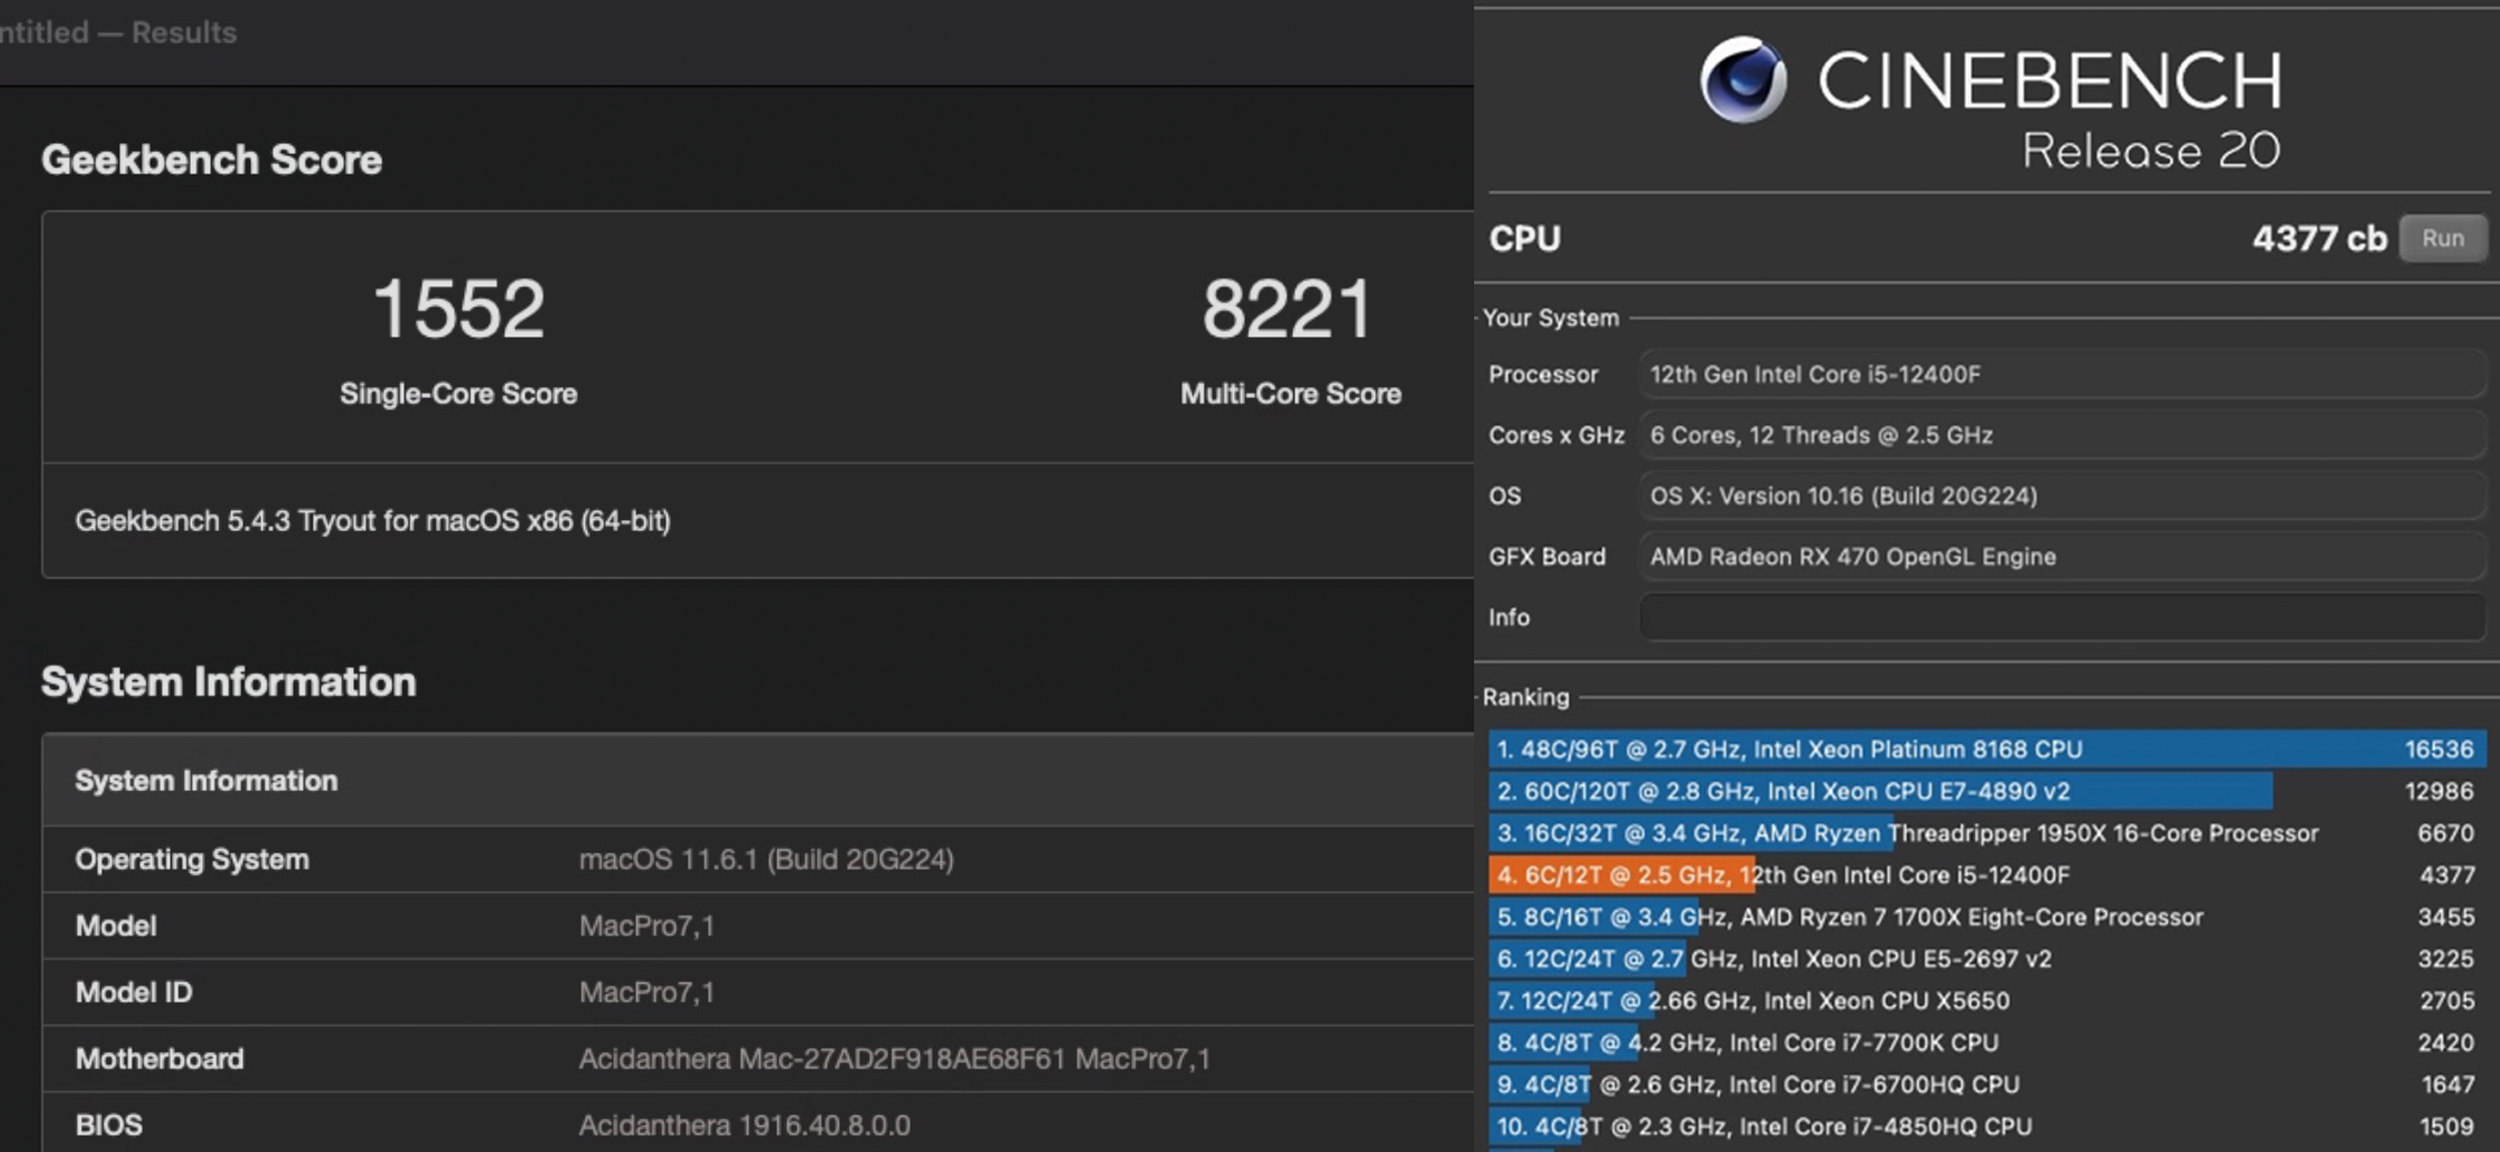 ntitled — Results
Geekbench Score
1552
Single-Core Score
8221
Multi-Core Score
Geekbench 5.4.3 Tryout for macOS x86 (64-bit)
System Information
System Information
Operating System macOS 11.6.1 (Build 20G224)
Model MacPro7,1
Model ID MacPro7,1
Motherboard Acidanthera Mac-27AD2F918AE68F61 MacPro7,1
BIOS Acidanthera 1916.40.8.0.0
CINEBENCH
Release 20
CPU 4377 cb Run
Your System
Processor 12th Gen Intel Core i5-12400F
Cores x GHz 6 Cores, 12 Threads @ 2.5 GHz
OS OS X: Version 10.16 (Build 20G224)
GFX Board AMD Radeon RX 470 OpenGL Engine
Info
Ranking
1. 48C/96T @ 2.7 GHz, Intel Xeon Platinum 8168 CPU 16536
2. 60C/120T @ 2.8 GHz, Intel Xeon CPU E7-4890 v2 12986
3. 16C/32T @ 3.4 GHz, AMD Ryzen Threadripper 1950X 16-Core Processor 6670
4. 6C/12T @ 2.5 GHz, 12th Gen Intel Core i5-12400F 4377
5. 8C/16T @ 3.4 GHz, AMD Ryzen 7 1700X Eight-Core Processor 3455
6. 12C/24T @ 2.7 GHz, Intel Xeon CPU E5-2697 v2 3225
7. 12C/24T @ 2.66 GHz, Intel Xeon CPU X5650 2705
8. 4C/8T @ 4.2 GHz, Intel Core i7-7700K CPU 2420
9. 4C/8T @ 2.6 GHz, Intel Core i7-6700HQ CPU 1647
10. 4C/8T @ 2.3 GHz, Intel Core i7-4850HQ CPU 1509